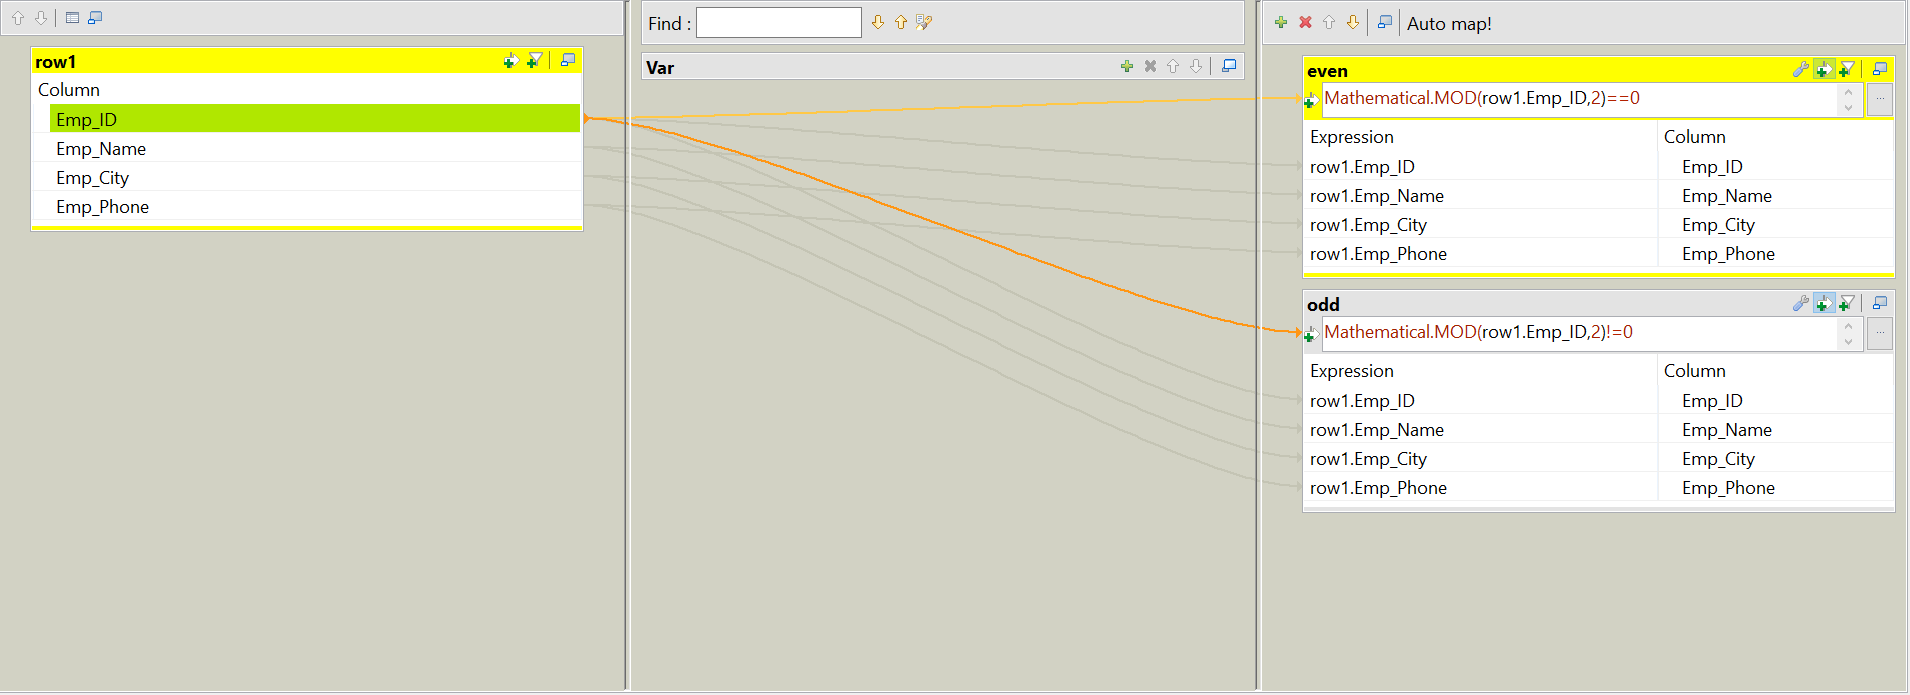 row1
Column
Emp_ID
Emp_Name
Emp_City
Emp_Phone
Find :
Var
Auto map!
even
Mathematical.MOD(row1.Emp_ID,2)==0
...
Expression Column
row1.Emp_ID Emp_ID
row1.Emp_Name Emp_Name
row1.Emp_City Emp_City
row1.Emp_Phone Emp_Phone
odd
Mathematical.MOD(row1.Emp_ID,2)!=0
...
Expression Column
row1.Emp_ID Emp_ID
row1.Emp_Name Emp_Name
row1.Emp_City Emp_City
row1.Emp_Phone Emp_Phone